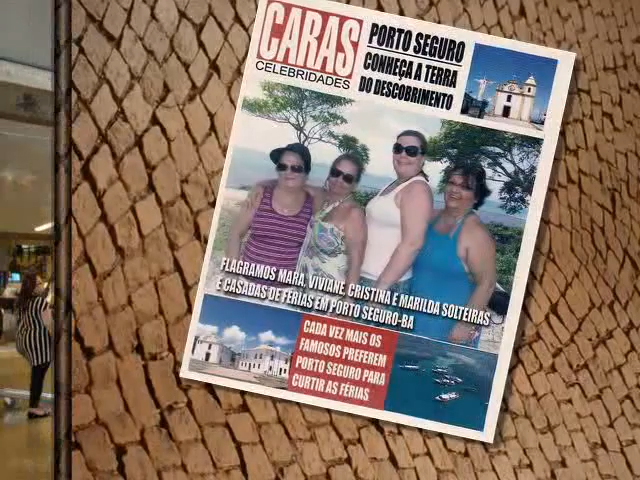 CARAS
CELEBRIDADES
PORTO SEGURO
CONHEÇA A TERRA
DO DESCOBRIMENTO
FLAGRAMOS MARA, VIVIANE, CRISTINA E MARILDA SOLTEIRAS
E CASADAS DE FÉRIAS EM PORTO SEGURO-BA
CADA VEZ MAIS OS
FAMOSOS PREFEREM
PORTO SEGURO PARA
CURTIR AS FÉRIAS